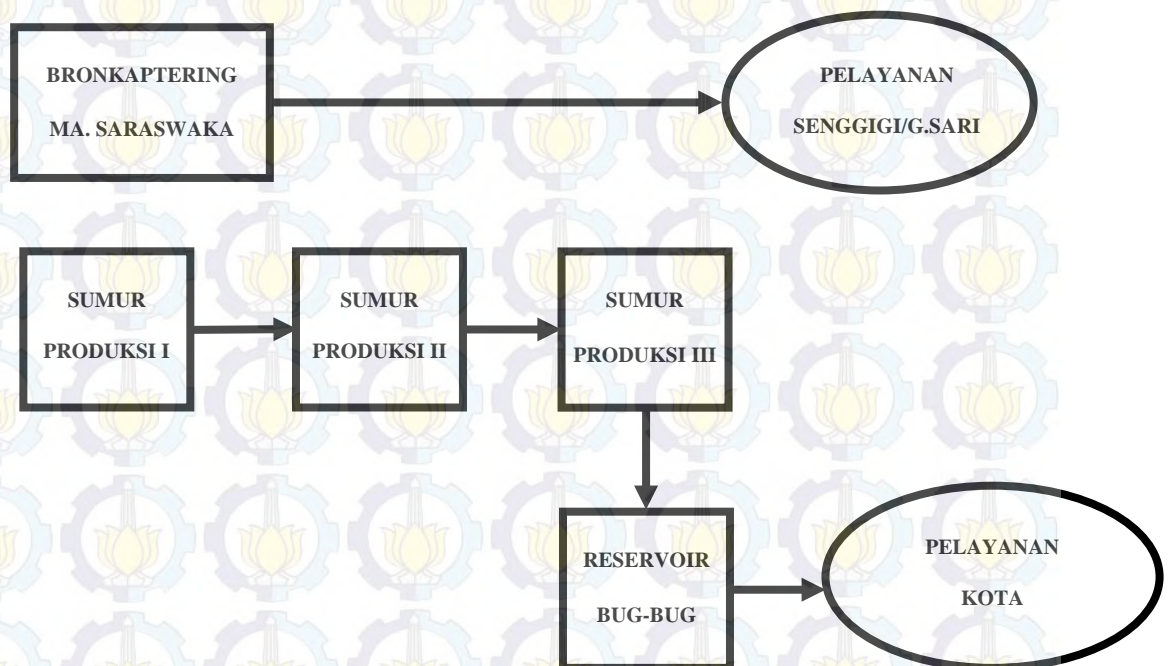 BRONKAPTERING
MA. SARASWAKA
PELAYANAN
SENGGIGI/G.SARI
SUMUR
PRODUKSI I
SUMUR
PRODUKSI II
SUMUR
PRODUKSI III
RESERVOIR
BUG-BUG
PELAYANAN
KOTA